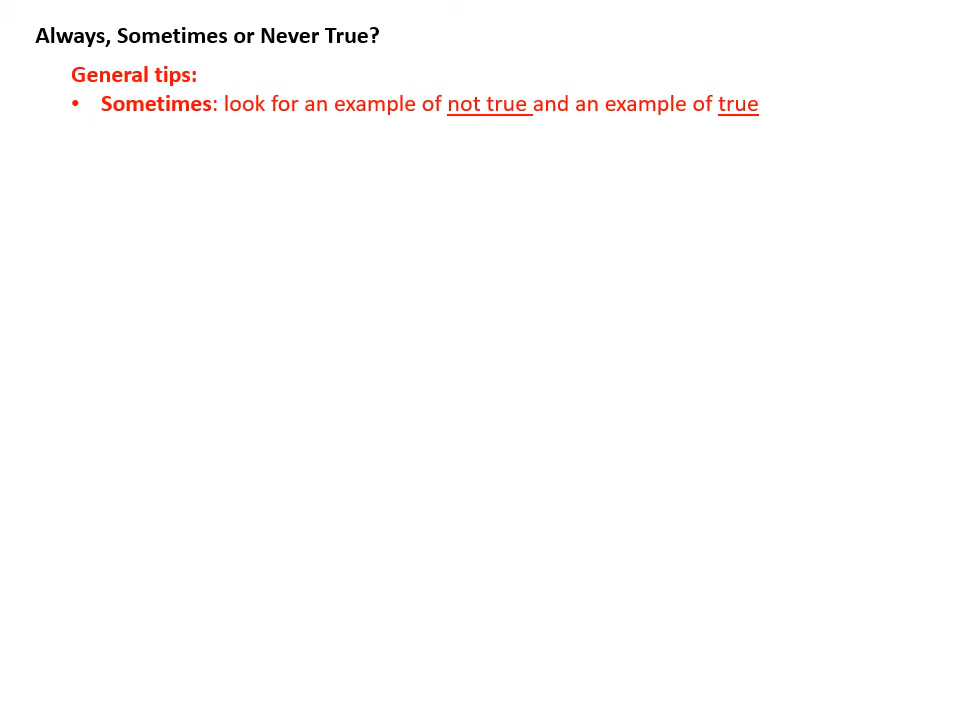 Always, Sometimes or Never True?
General tips:
• Sometimes: look for an example of not true and an example of true